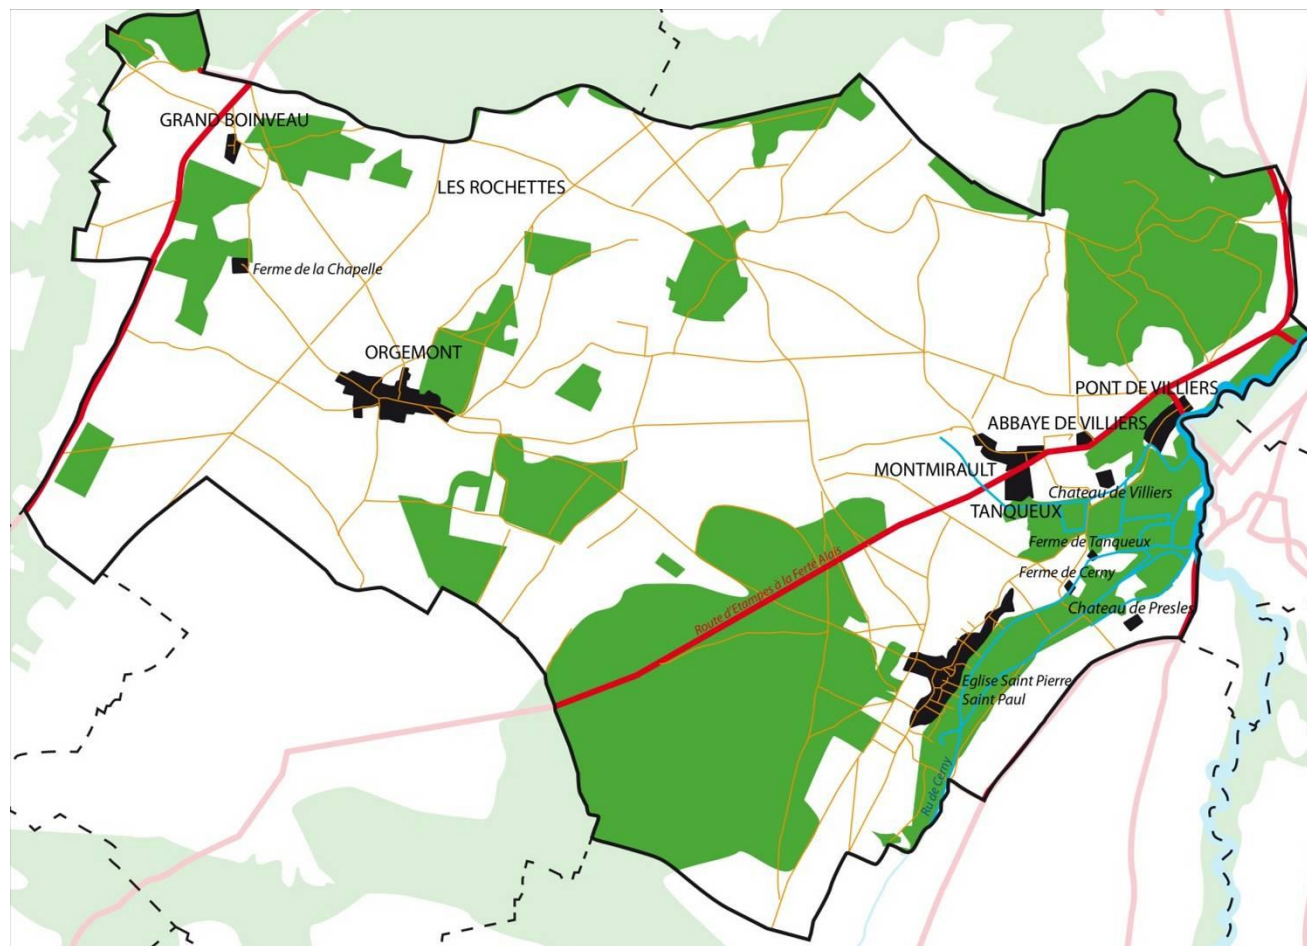 GRAND BOINVEAU
LES ROCHETTES
Ferme de la Chapelle
ORGEMONT
PONT DE VILLIERS
ABBAYE DE VILLIERS
MONTMIRAULT
Chateau de Villiers
TANQUEUX
Ferme de Tanqueux
Route d'Etampes à la Ferté Alais
Ferme de Cerny
Chateau de Presles
Eglise Saint Pierre
Saint Paul
Ru de Cerny